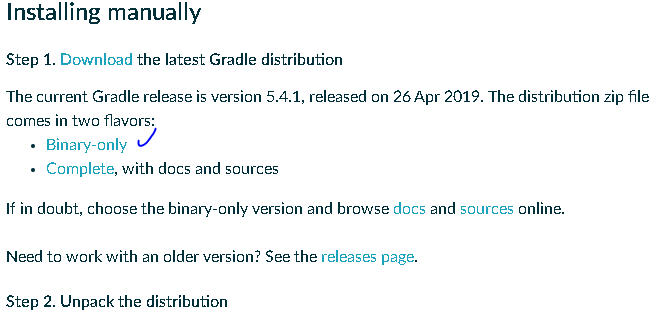 Installing manually
Step 1. Download the latest Gradle distribution
The current Gradle release is version 5.4.1, released on 26 Apr 2019. The distribution zip file
comes in two flavors:
• Binary-only
• Complete, with docs and sources
If in doubt, choose the binary-only version and browse docs and sources online.
Need to work with an older version? See the releases page.
Step 2. Unpack the distribution